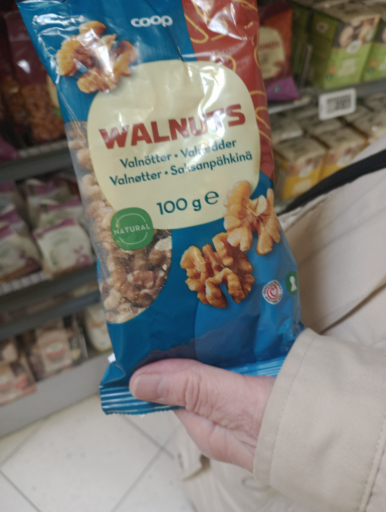 coop
WALNUTS
Valnötter • Valnødder
Valnøtter • Saksanpähkinä
100 g e
NATURAL